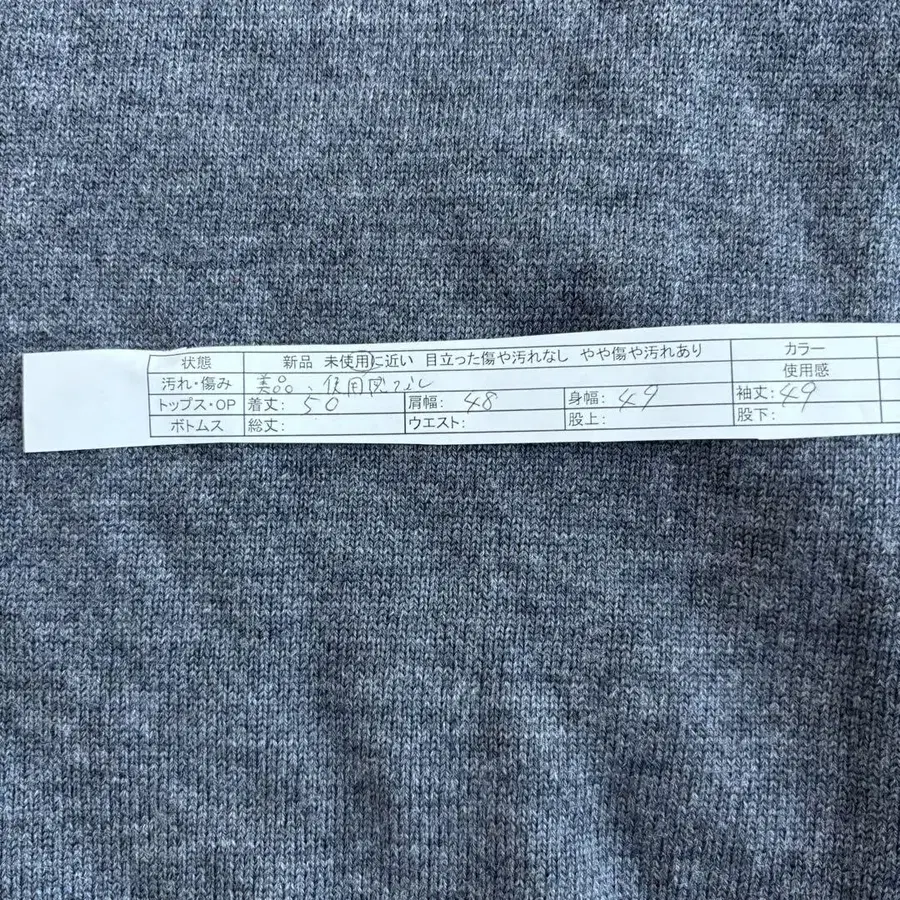 状態 新品 未使用に近い 目立った傷や汚れなし やや傷や汚れあり カラー
汚れ・傷み 美品、使用感なし 使用感
トップス・OP 着丈: 50 肩幅: 48 身幅: 49 袖丈: 49
ボトムス 総丈: ウエスト: 股上: 股下: